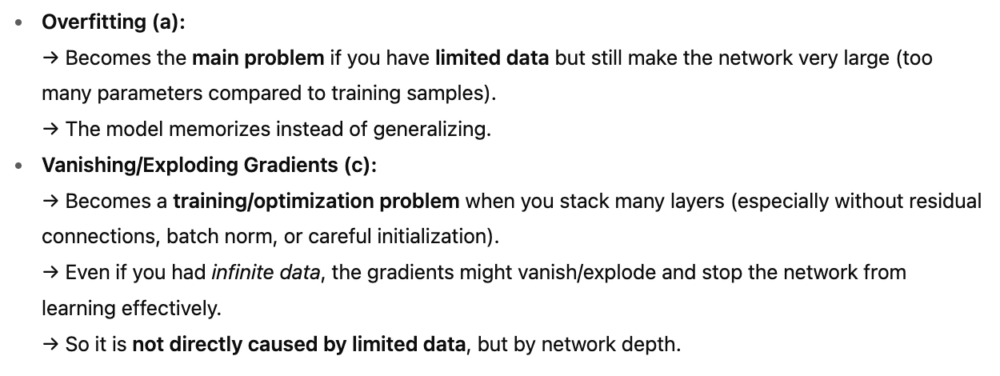 • Overfitting (a):
→ Becomes the main problem if you have limited data but still make the network very large (too
many parameters compared to training samples).
→ The model memorizes instead of generalizing.
• Vanishing/Exploding Gradients (c):
→ Becomes a training/optimization problem when you stack many layers (especially without residual
connections, batch norm, or careful initialization).
→ Even if you had infinite data, the gradients might vanish/explode and stop the network from
learning effectively.
→ So it is not directly caused by limited data, but by network depth.